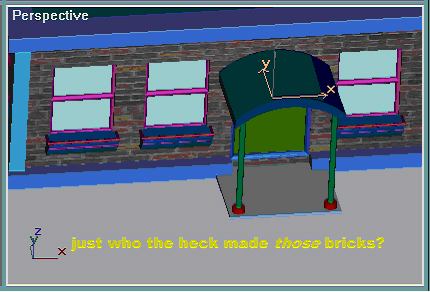 Perspective
y
x
z
y
x
just who the heck made those bricks?